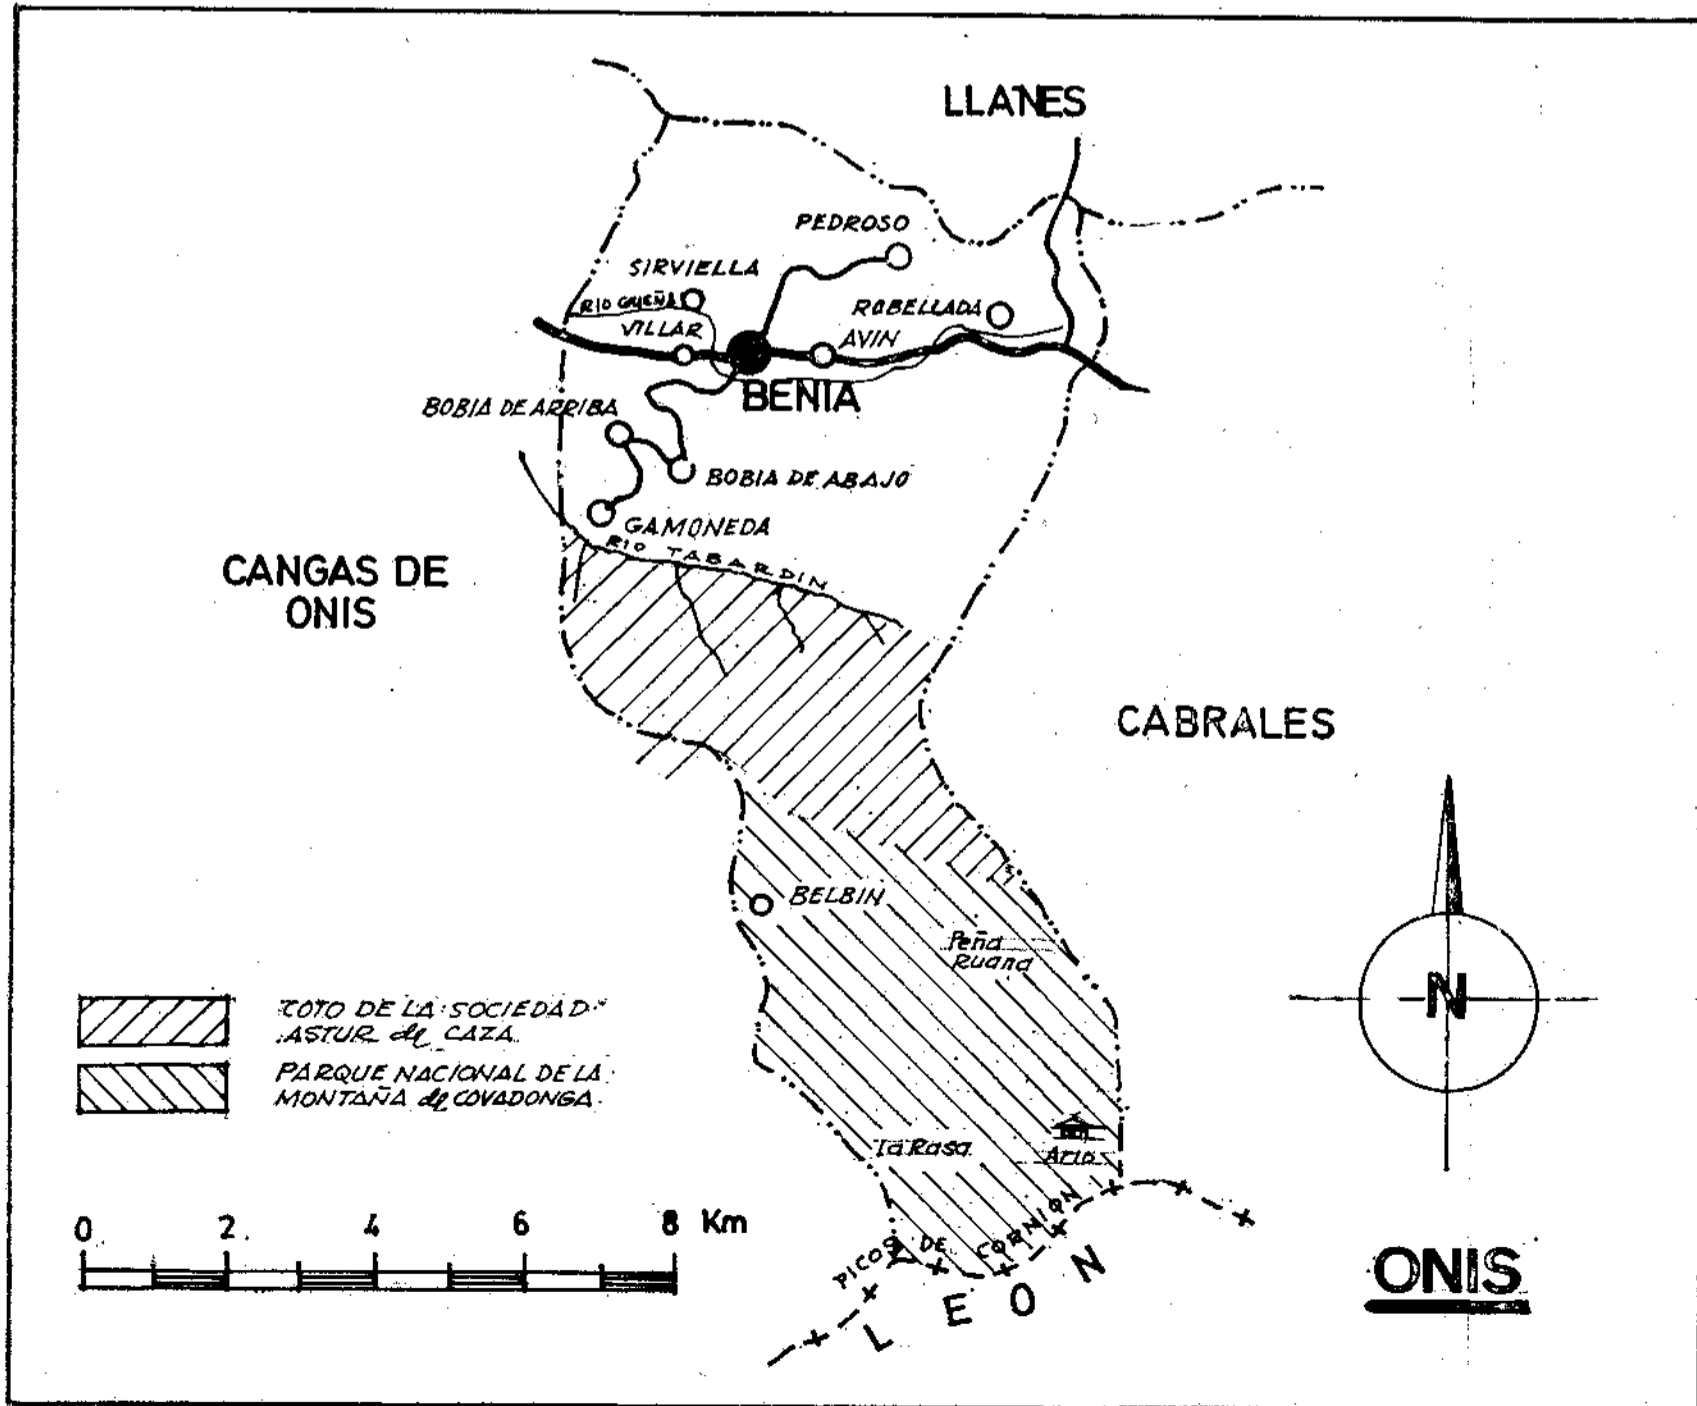 LLANES
PEDROSO
SIRVIELLA
RIO GÜEÑA
ROBELLADA
VILLAR
AVIN
BENIA
BOBIA DE ARRIBA
BOBIA DE ABAJO
GAMONEDA
RIO TABARDIN
CANGAS DE
ONIS
CABRALES
BELBIN
Peña
Ruana
N
COTO DE LA SOCIEDAD
ASTUR de CAZA
PARQUE NACIONAL DE LA
MONTAÑA de COVADONGA
la Rasa
Ario
0 2 4 6 8 Km
PICOS DE CORNION
LEON
ONIS